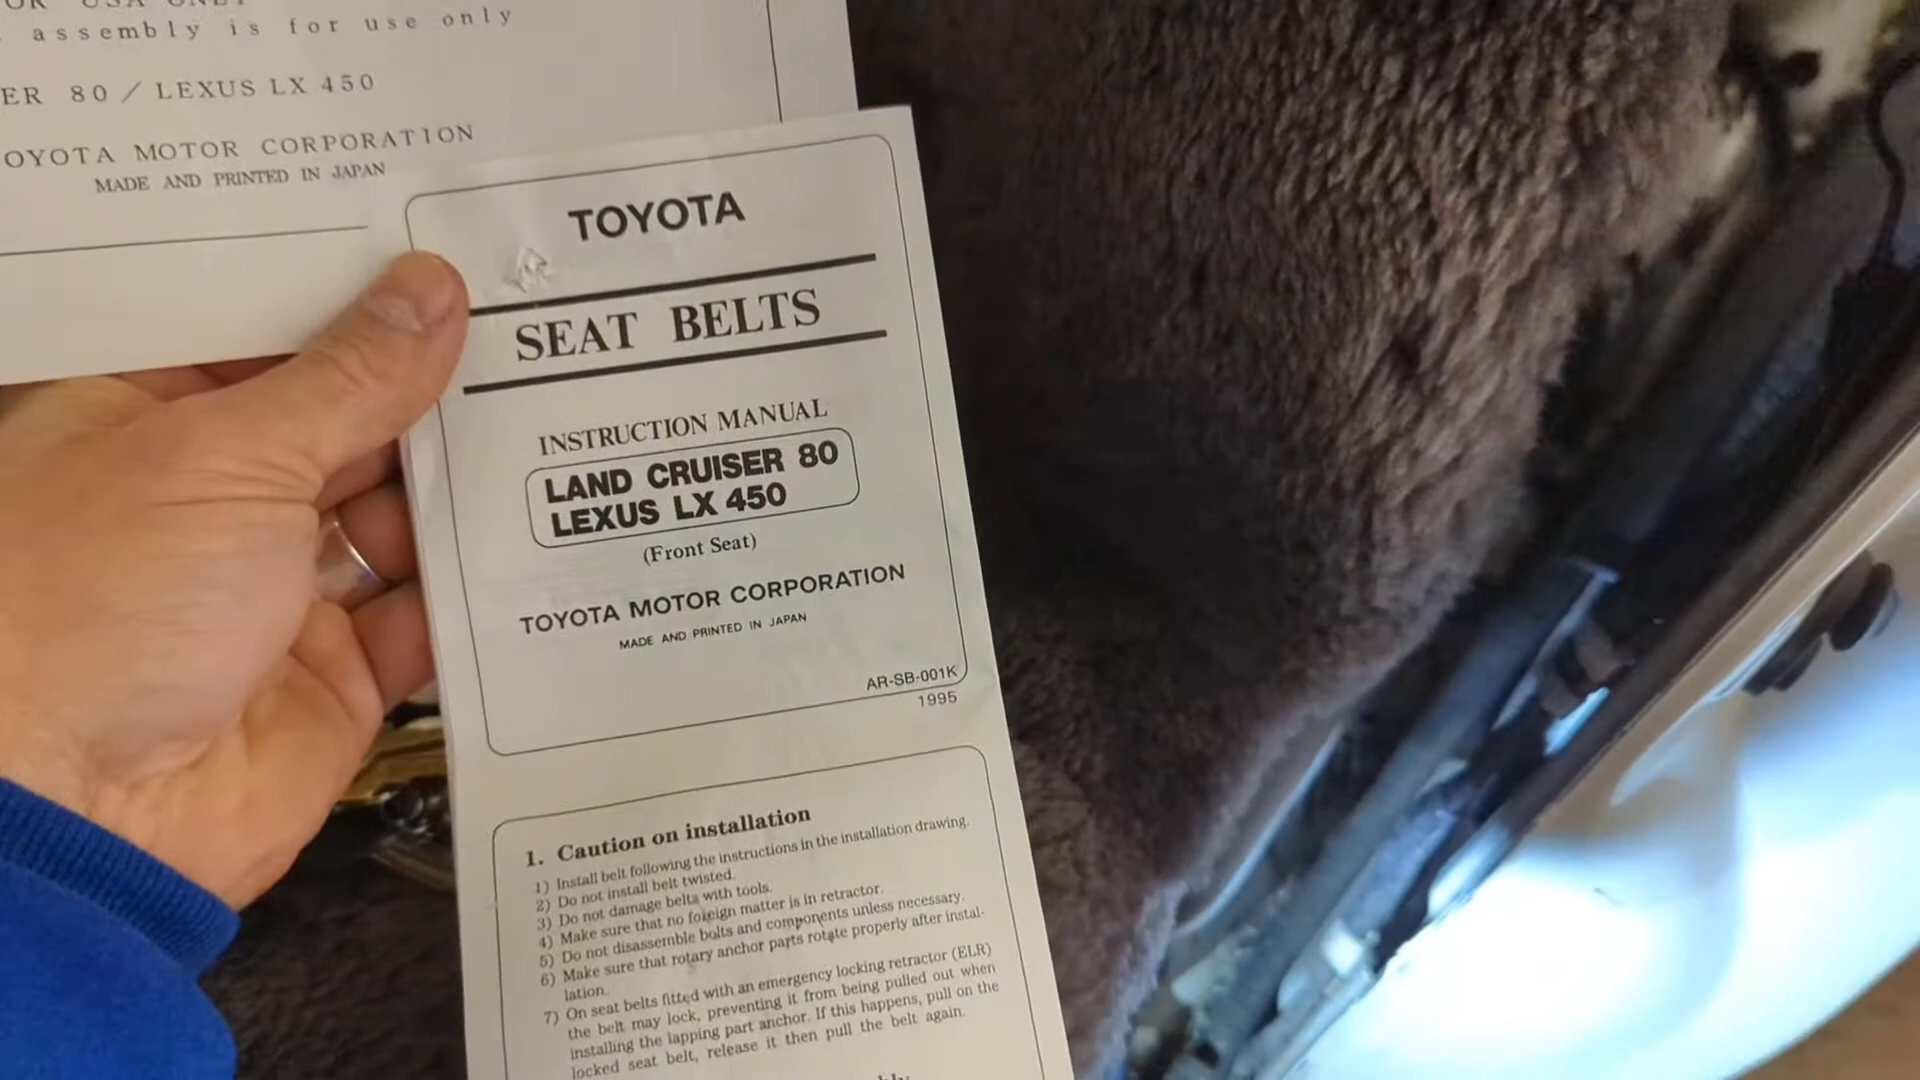 USA ONLY
assembly is for use only
ER 80 / LEXUS LX 450
OYOTA MOTOR CORPORATION
MADE AND PRINTED IN JAPAN
TOYOTA
SEAT BELTS
INSTRUCTION MANUAL
LAND CRUISER 80
LEXUS LX 450
(Front Seat)
TOYOTA MOTOR CORPORATION
MADE AND PRINTED IN JAPAN
AR-SB-001K
1995
1. Caution on installation
1) Install belt following the instructions in the installation drawing.
2) Do not install belt twisted.
3) Do not damage belts with tools.
4) Make sure that no foreign matter is in retractor.
5) Do not disassemble bolts and components unless necessary.
6) Make sure that rotary anchor parts rotate properly after instal-
lation.
7) On seat belts fitted with an emergency locking retractor (ELR)
the belt may lock, preventing it from being pulled out when
installing the lapping part anchor. If this happens, pull on the
locked seat belt, release it then pull the belt again.